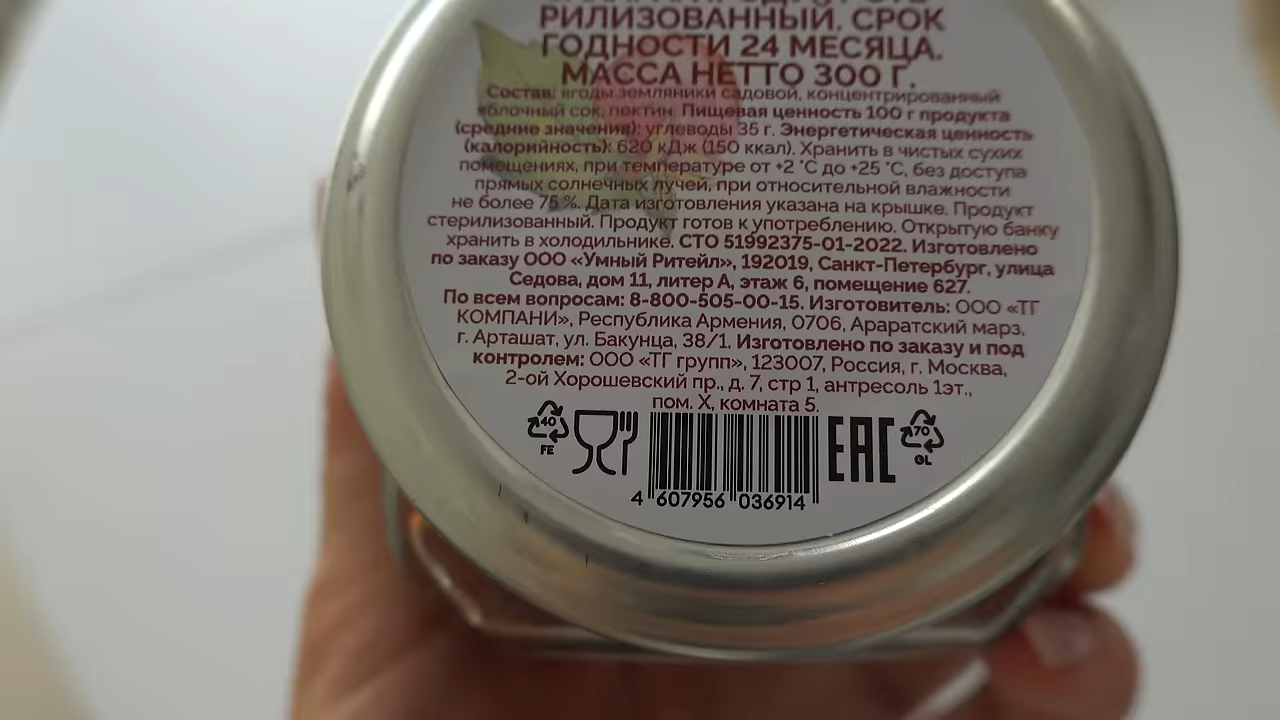 РИЛИЗОВАННЫЙ. СРОК
ГОДНОСТИ 24 МЕСЯЦА.
МАССА НЕТТО 300 Г.
Состав: ягоды земляники садовой, концентрированный
яблочный сок, пектин. Пищевая ценность 100 г продукта
(средние значения): углеводы 35 г. Энергетическая ценность
(калорийность): 620 кДж (150 ккал). Хранить в чистых сухих
помещениях, при температуре от +2 °С до +25 °С, без доступа
прямых солнечных лучей, при относительной влажности
не более 75 %. Дата изготовления указана на крышке. Продукт
стерилизованный. Продукт готов к употреблению. Открытую банку
хранить в холодильнике. СТО 51992375-01-2022. Изготовлено
по заказу ООО «Умный Ритейл», 192019, Санкт-Петербург, улица
Седова, дом 11, литер А, этаж 6, помещение 627.
По всем вопросам: 8-800-505-00-15. Изготовитель: ООО «ТГ
КОМПАНИ», Республика Армения, 0706, Араратский марз,
г. Арташат, ул. Бакунца, 38/1. Изготовлено по заказу и под
контролем: ООО «ТГ групп», 123007, Россия, г. Москва,
2-ой Хорошевский пр., д. 7, стр 1, антресоль 1эт.,
пом. X, комната 5.
40 FE EAC 70 GL
4 607956 036914